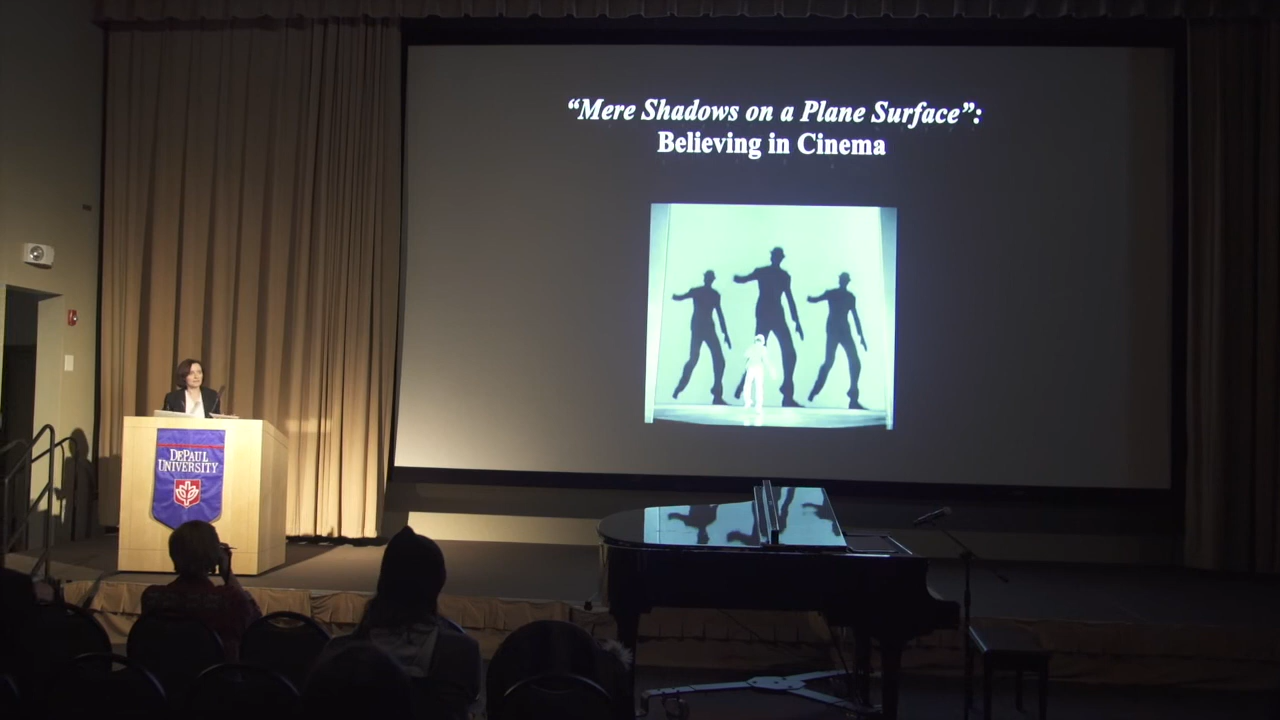 “Mere Shadows on a Plane Surface”:
Believing in Cinema
DEPAUL
UNIVERSITY